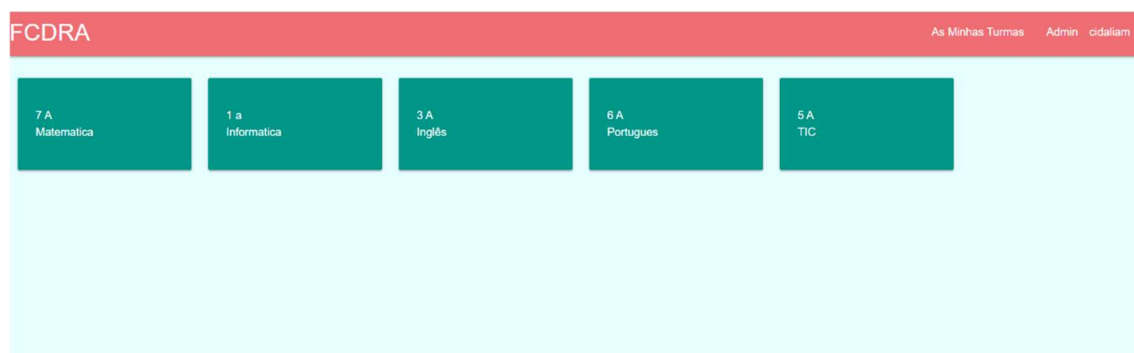 FCDRA
As Minhas Turmas Admin cidaliam
7 A
Matematica
1 a
Informatica
3 A
Inglês
6 A
Portugues
5 A
TIC